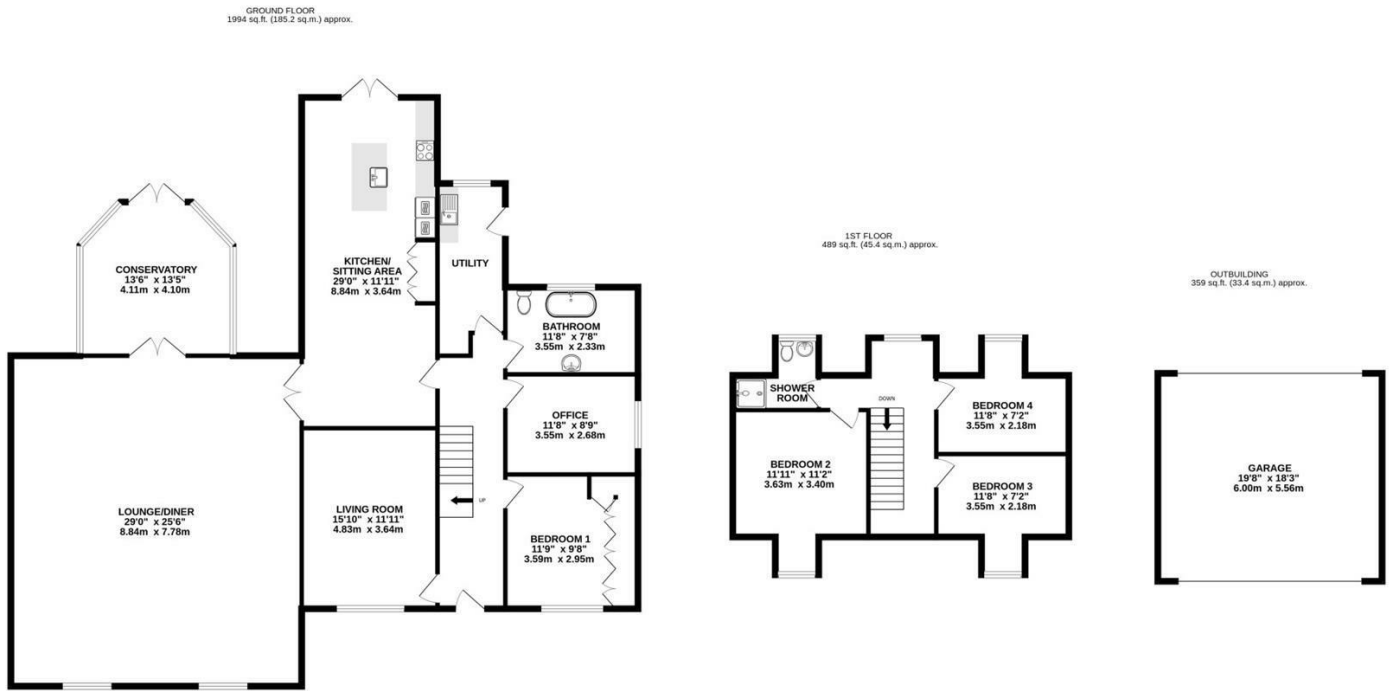 GROUND FLOOR
1994 sq.ft. (185.2 sq.m.) approx.
CONSERVATORY
13'6" x 13'5"
4.11m x 4.10m
KITCHEN/
SITTING AREA
29'0" x 11'11"
8.84m x 3.64m
UTILITY
BATHROOM
11'8" x 7'8"
3.55m x 2.33m
OFFICE
11'8" x 8'9"
3.55m x 2.68m
LOUNGE/DINER
29'0" x 25'6"
8.84m x 7.78m
LIVING ROOM
15'10" x 11'11"
4.83m x 3.64m
UP
BEDROOM 1
11'9" x 9'8"
3.59m x 2.95m
1ST FLOOR
489 sq.ft. (45.4 sq.m.) approx.
SHOWER
ROOM
DOWN
BEDROOM 4
11'8" x 7'2"
3.55m x 2.18m
BEDROOM 2
11'11" x 11'2"
3.63m x 3.40m
BEDROOM 3
11'8" x 7'2"
3.55m x 2.18m
OUTBUILDING
359 sq.ft. (33.4 sq.m.) approx.
GARAGE
19'8" x 18'3"
6.00m x 5.56m